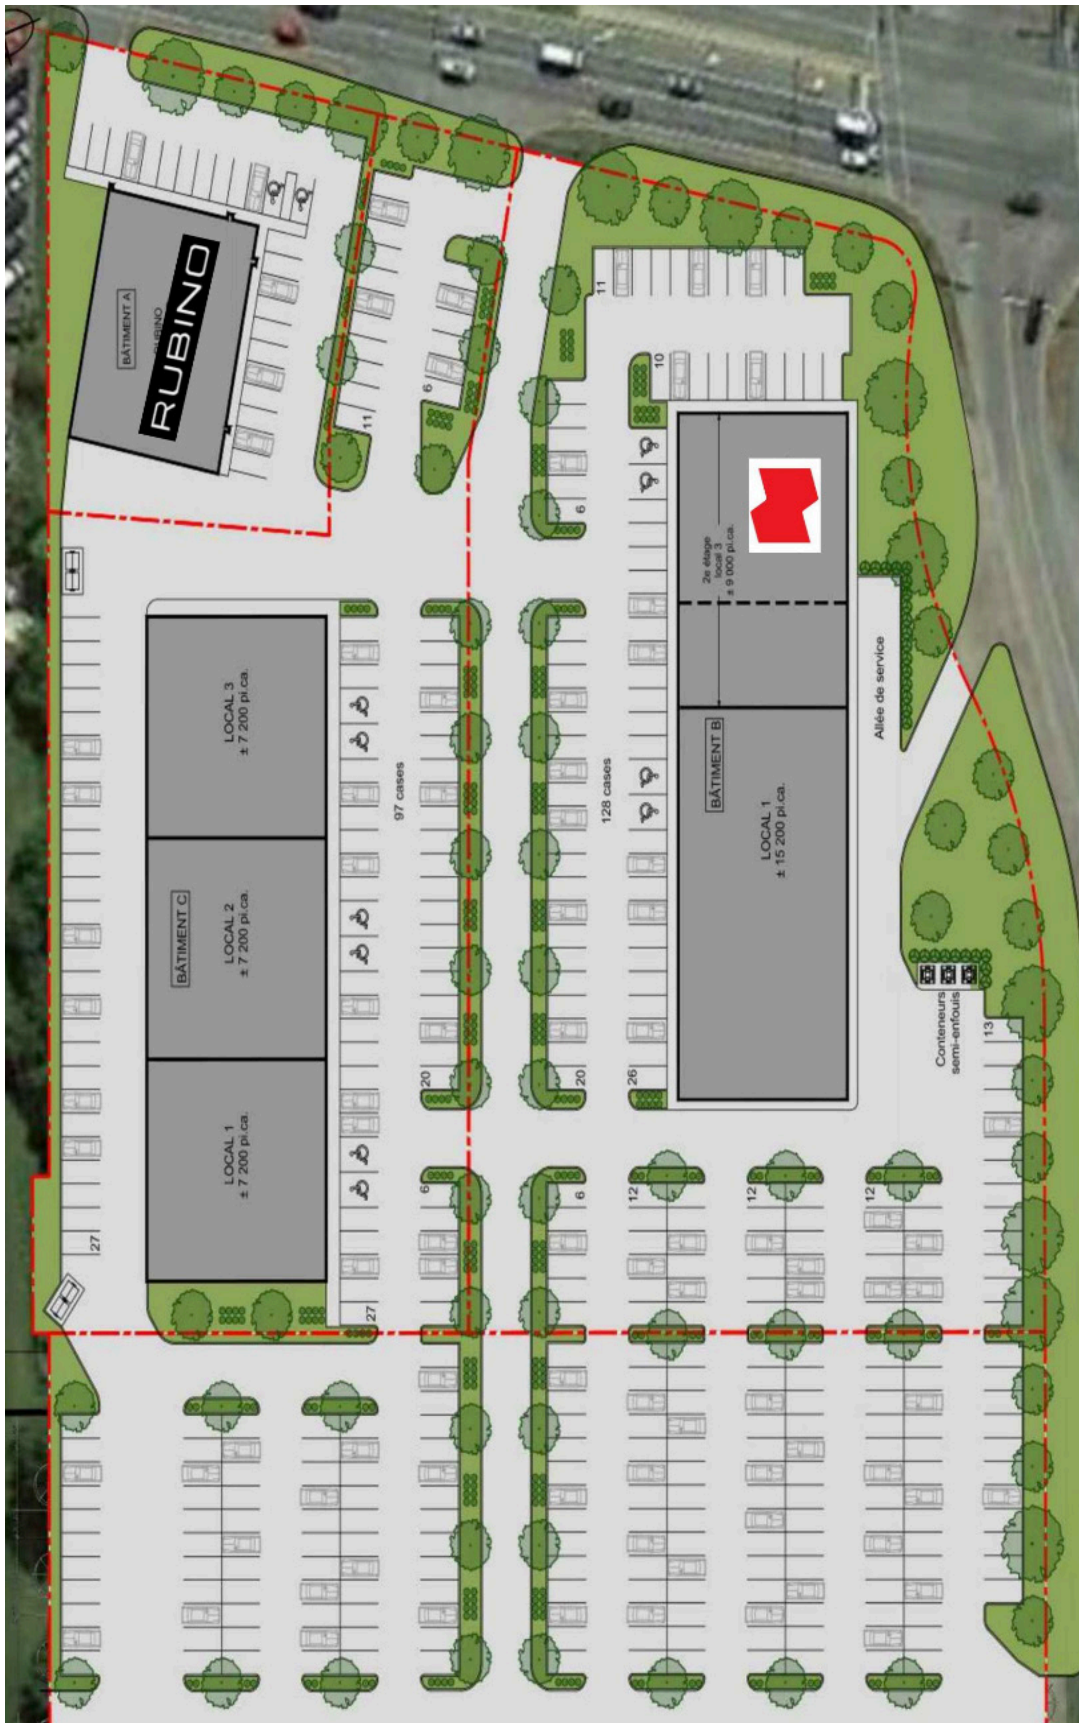 BÂTIMENT A
RUBINO
11
6
11
10
6
2e étage
local 3
± 9 000 pi.ca.
LOCAL 3
± 7 200 pi.ca.
97 cases
128 cases
BÂTIMENT B
Allée de service
LOCAL 1
± 15 200 pi.ca.
BÂTIMENT C
LOCAL 2
± 7 200 pi.ca.
Conteneurs
semi-enfouis
13
20
20
26
LOCAL 1
± 7 200 pi.ca.
6
6
12
12
12
27
27